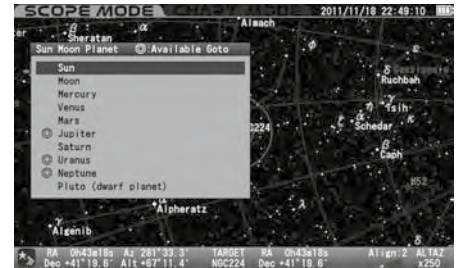 SCOPE MODE
2011/11/18 22:49:10
Almach
α
Sheratan
Sun Moon Planet ◎:Available Goto
Sun
Moon
Mercury
Venus
Mars
◎ Jupiter
Saturn
◎ Uranus
◎ Neptune
Pluto (dwarf planet)
φ
ε
δ
Ruchbah
γ
η Tsih
α
ζ Schedar
κ
224
β
Caph
M52
λ
α
Alpheratz
γ
Algenib
δ
RA 0h43m18s Az 281°33.3' TARGET RA 0h43m18s Align:2 ALTAZ
Dec +41°19.6' Alt +67°11.4' NGC224 Dec +41°19.6' x250